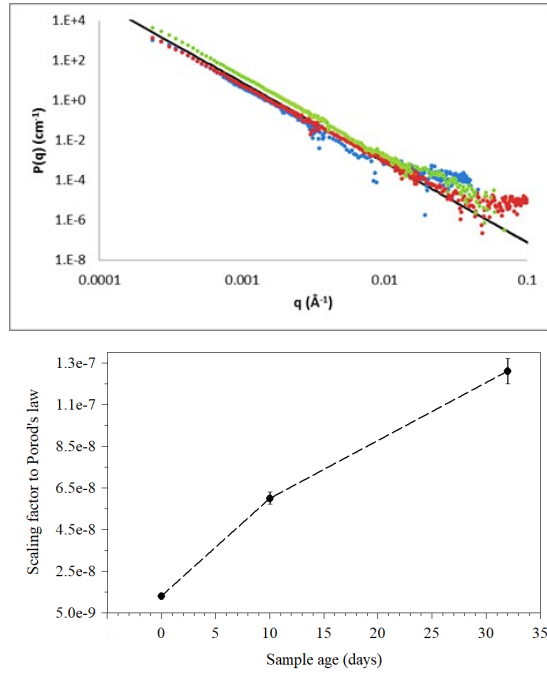 1.E+4
1.E+2
1.E+0
1.E-2
1.E-4
1.E-6
1.E-8
P(q) (cm⁻¹)
0.0001 0.001 0.01 0.1
q (Å⁻¹)
1.3e-7
1.1e-7
8.5e-8
6.5e-8
4.5e-8
2.5e-8
5.0e-9
Scaling factor to Porod's law
0 5 10 15 20 25 30 35
Sample age (days)